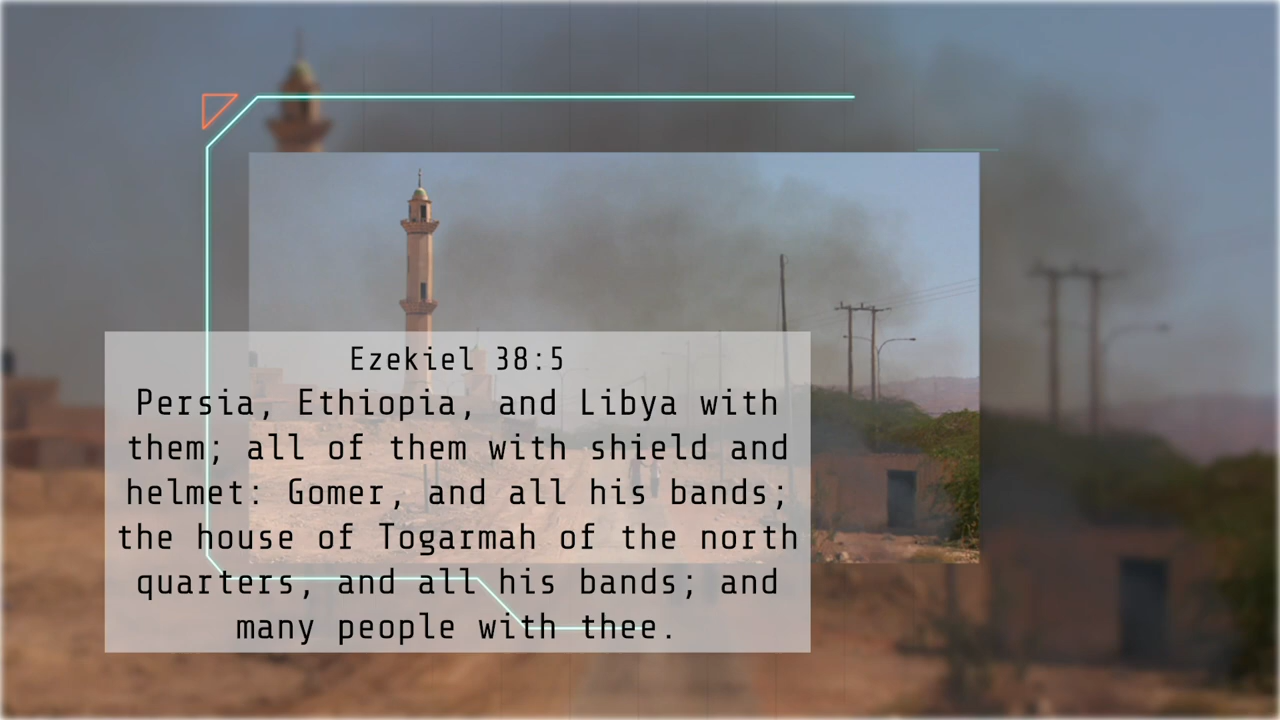 Ezekiel 38:5
Persia, Ethiopia, and Libya with
them; all of them with shield and
helmet: Gomer, and all his bands;
the house of Togarmah of the north
quarters, and all his bands; and
many people with thee.